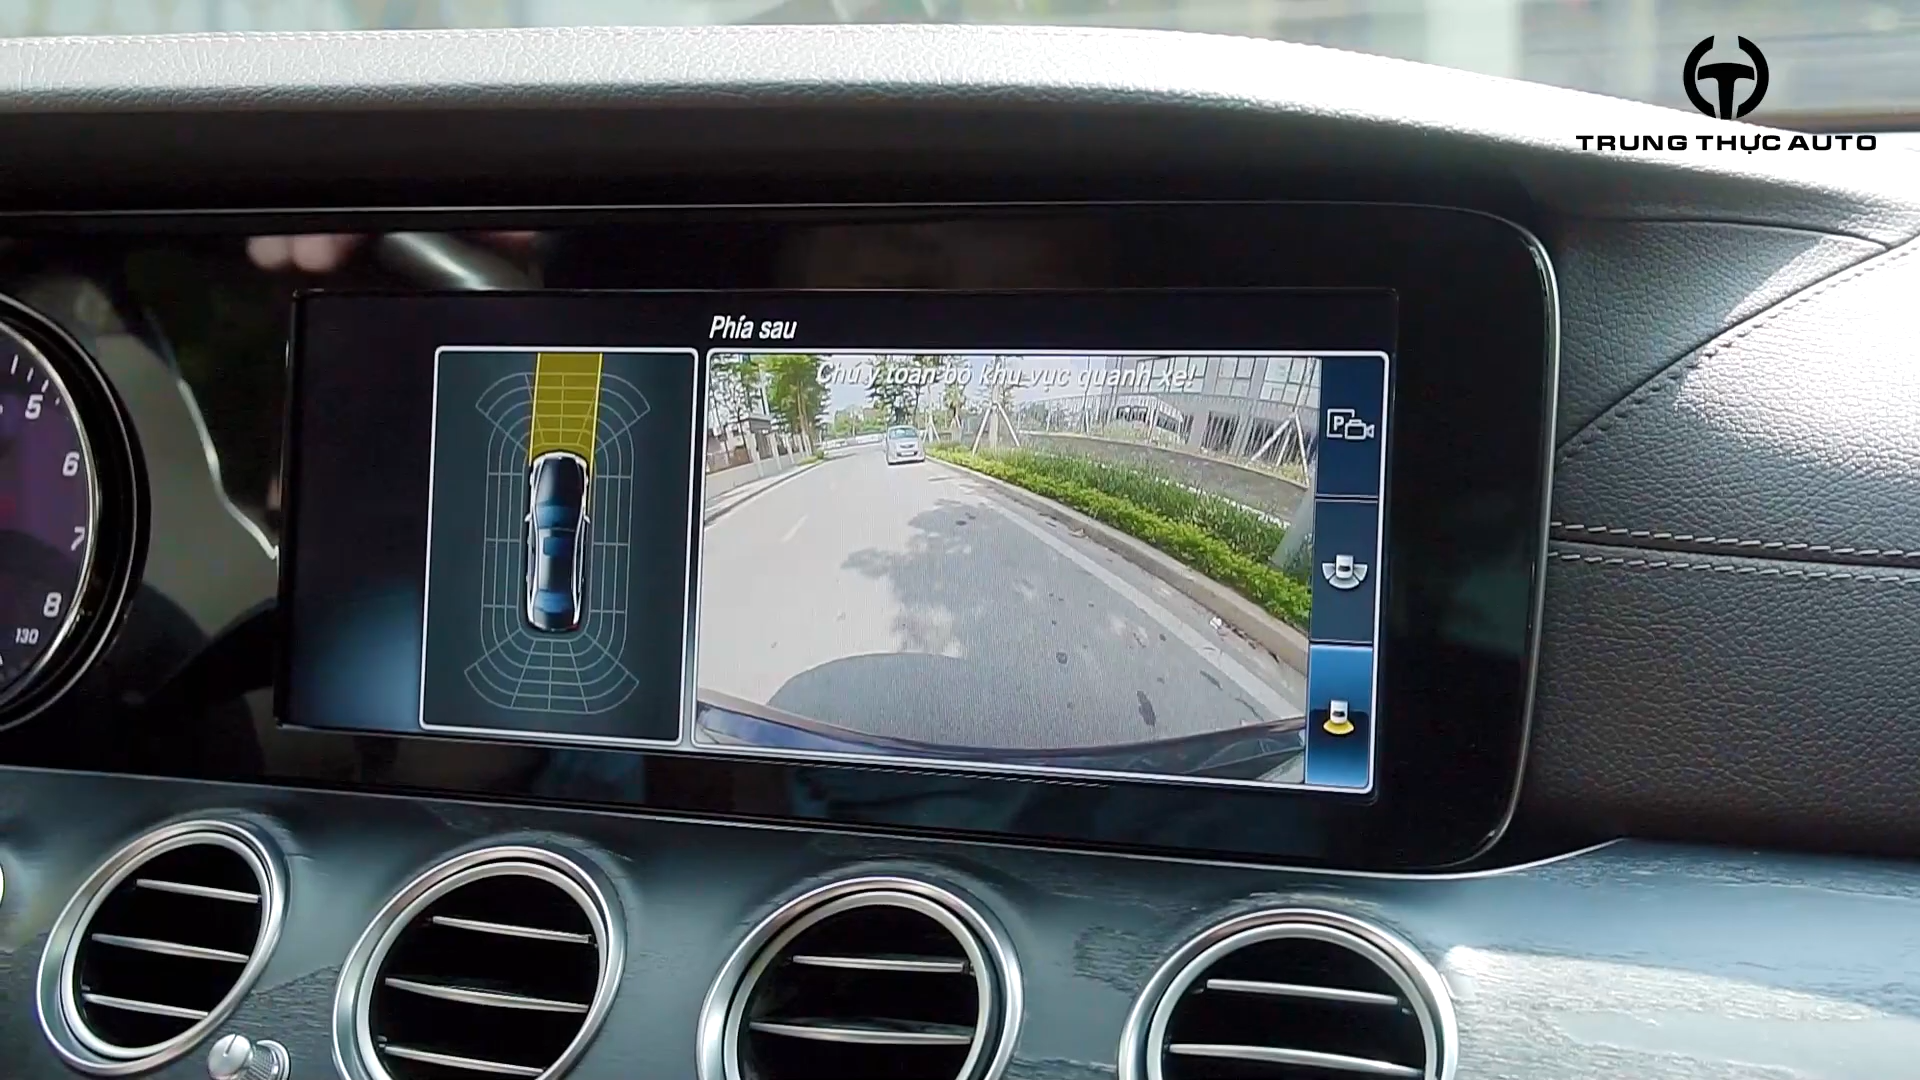 TRUNG THỰC AUTO
Phía sau
Chú ý toàn bộ khu vực quanh xe!
P
5
6
7
8
130